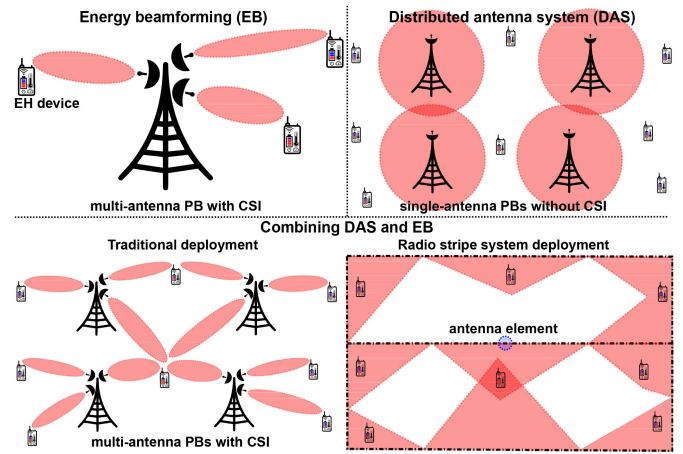 Energy beamforming (EB)
EH device
multi-antenna PB with CSI
Distributed antenna system (DAS)
single-antenna PBs without CSI
Combining DAS and EB
Traditional deployment
multi-antenna PBs with CSI
Radio stripe system deployment
antenna element